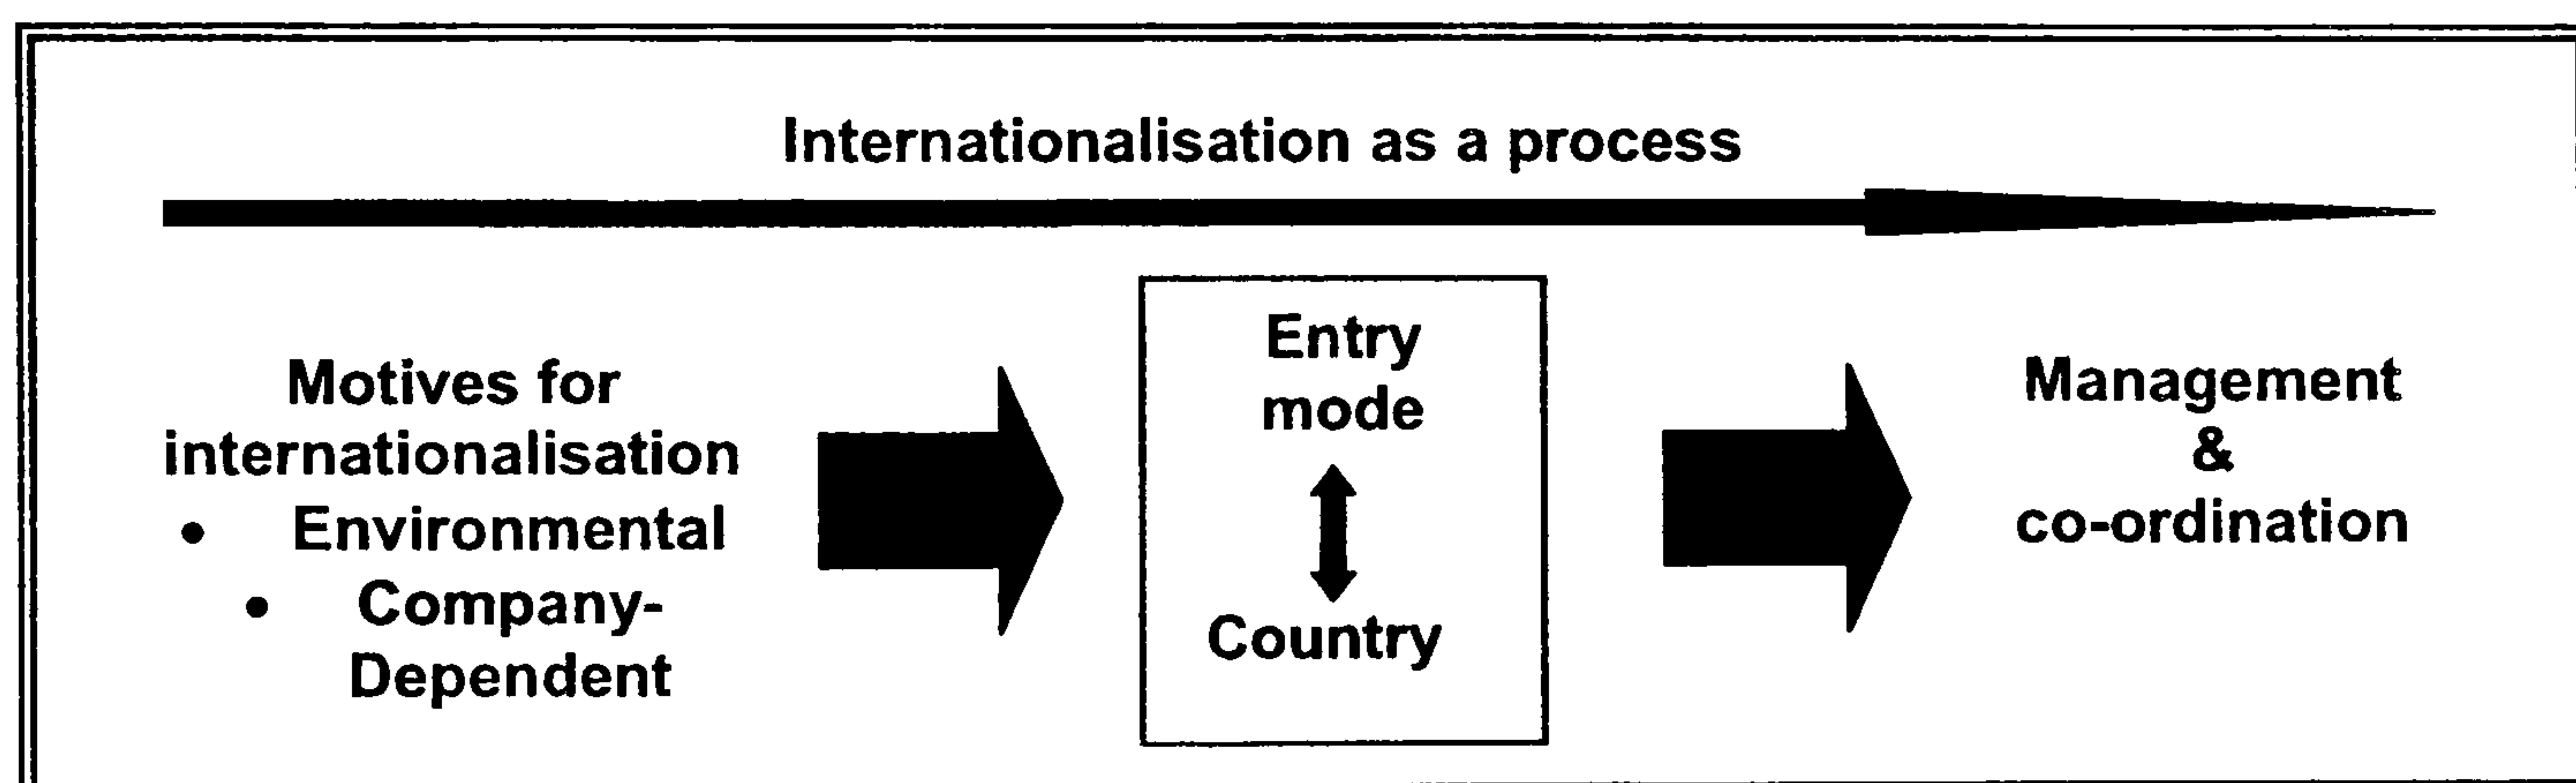 Internationalisation as a process
Motives for
internationalisation
• Environmental
• Company-
Dependent
Entry
mode
Country
Management
&
co-ordination